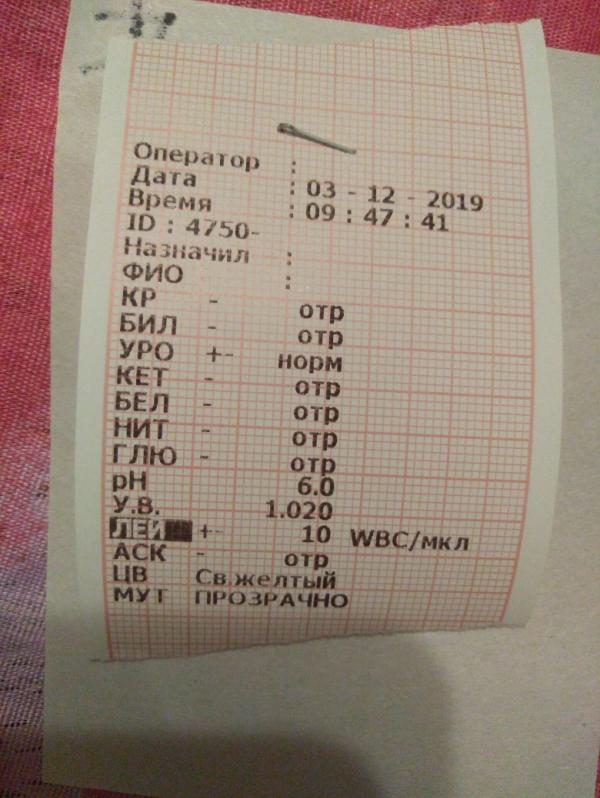 Оператор :
Дата : 03 - 12 - 2019
Время : 09 : 47 : 41
ID : 4750-
Назначил :
ФИО :
КР - отр
БИЛ - отр
УРО +- норм
КЕТ - отр
БЕЛ - отр
НИТ - отр
ГЛЮ - отр
pH 6.0
У.В. 1.020
ЛЕЙ +- 10 WBC/мкл
АСК - отр
ЦВ Св.желтый
МУТ ПРОЗРАЧНО